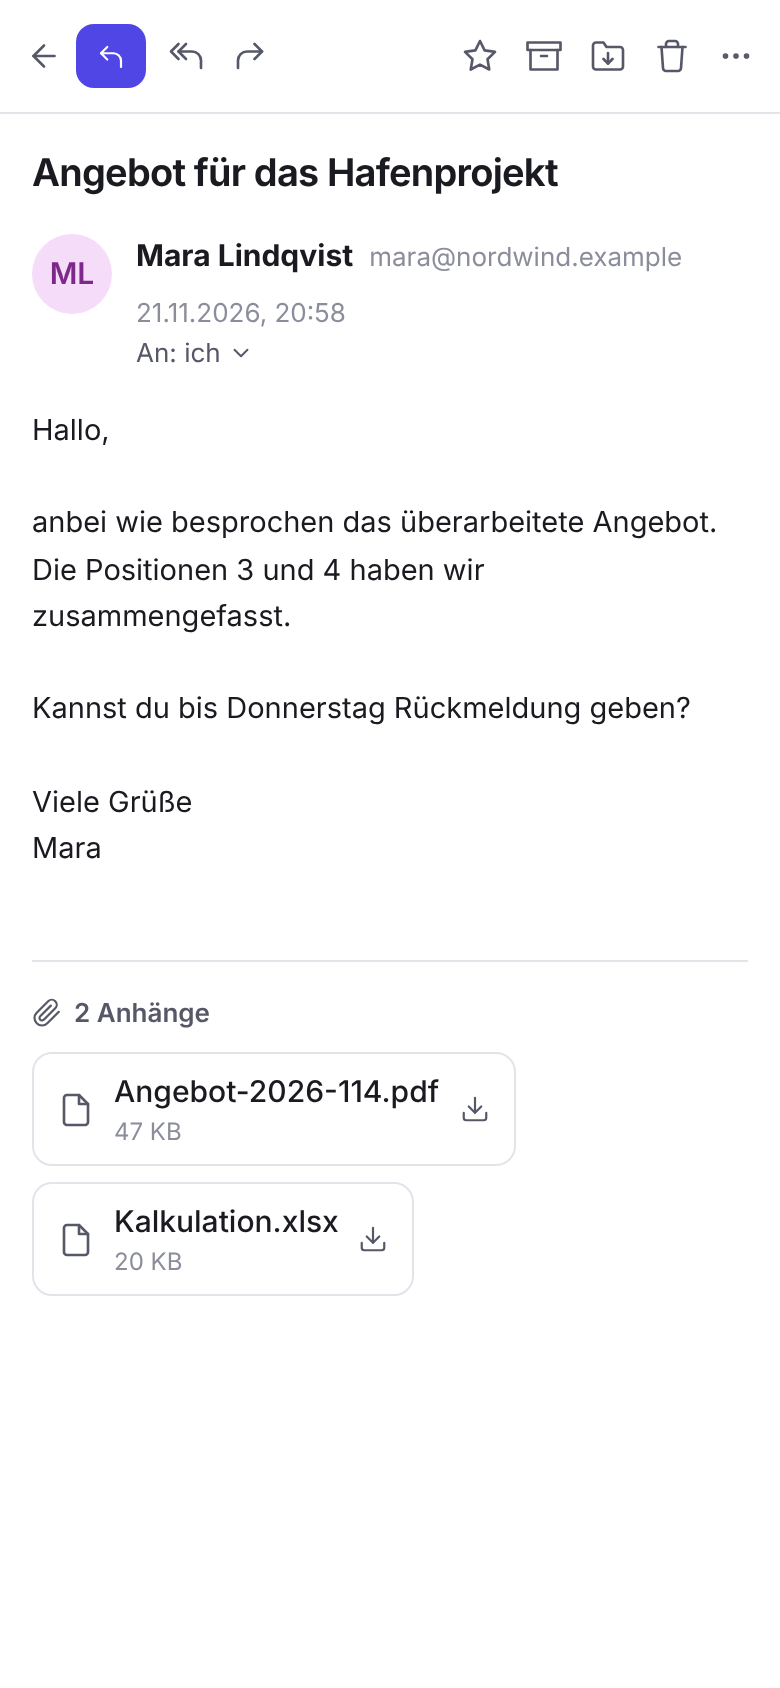 Angebot für das Hafenprojekt
ML
Mara Lindqvist mara@nordwind.example
21.11.2026, 20:58
An: ich
Hallo,
anbei wie besprochen das überarbeitete Angebot.
Die Positionen 3 und 4 haben wir
zusammengefasst.
Kannst du bis Donnerstag Rückmeldung geben?
Viele Grüße
Mara
2 Anhänge
Angebot-2026-114.pdf
47 KB
Kalkulation.xlsx
20 KB